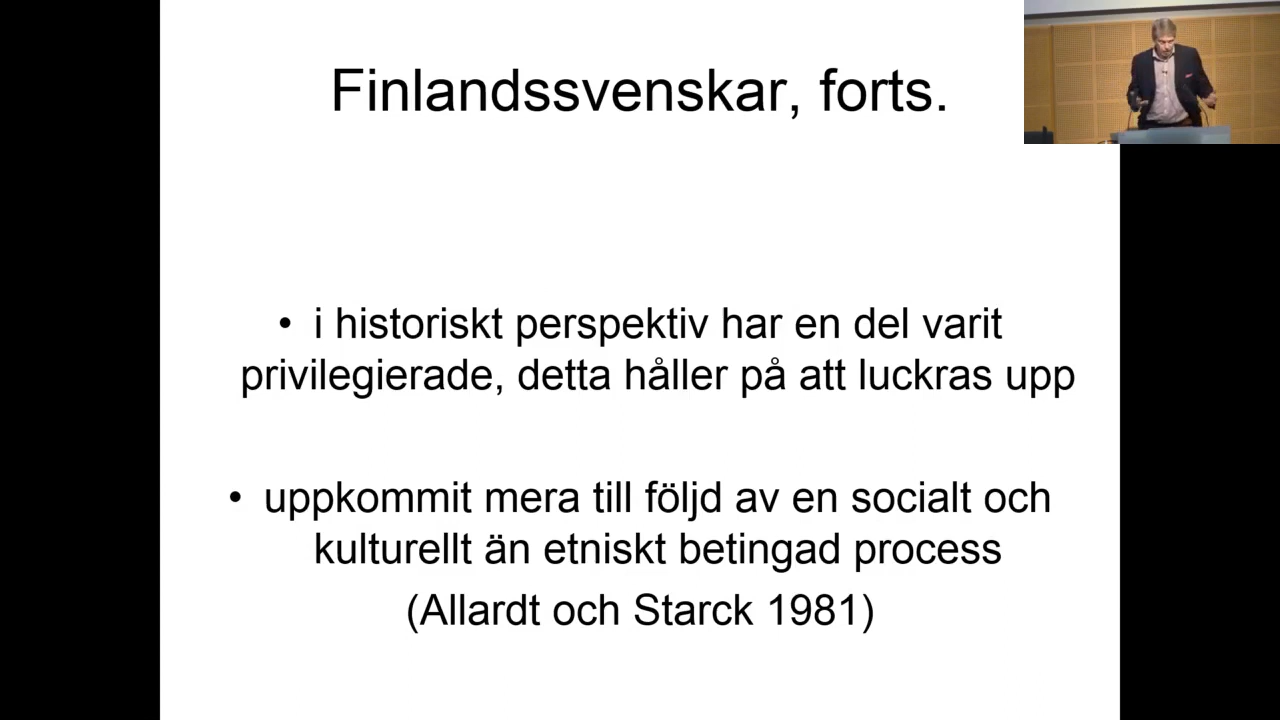 Finlandssvenskar, forts.
• i historiskt perspektiv har en del varit
privilegierade, detta håller på att luckras upp
• uppkommit mera till följd av en socialt och
kulturellt än etniskt betingad process
(Allardt och Starck 1981)